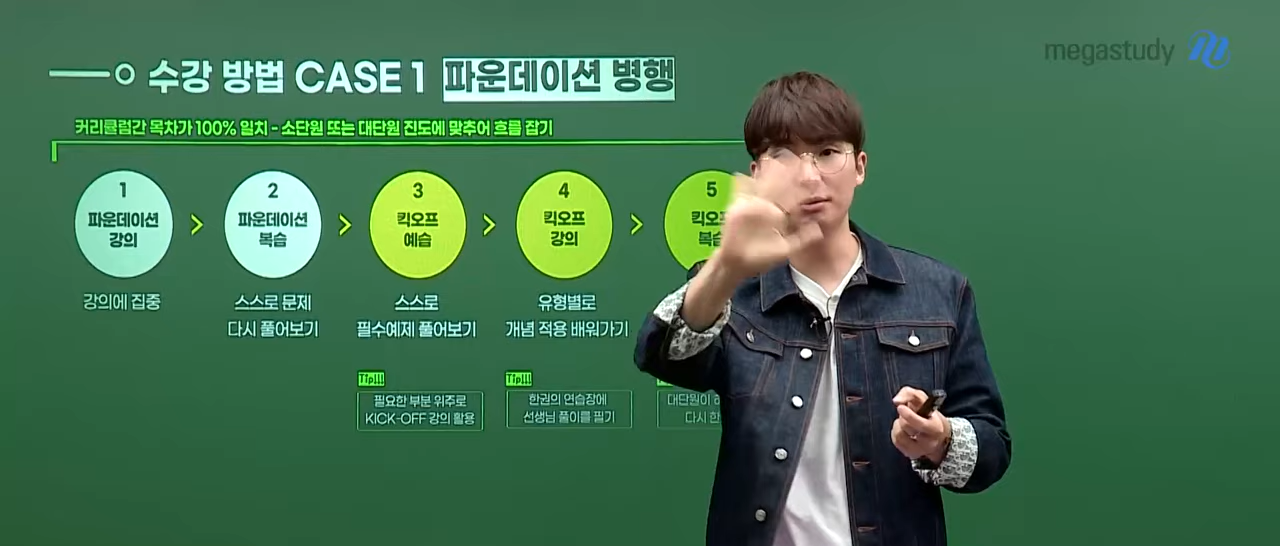 megastudy
수강 방법 CASE 1 파운데이션 병행
커리큘럼간 목차가 100% 일치 - 소단원 또는 대단원 진도에 맞추어 흐름 잡기
1
파운데이션
강의
강의에 집중
2
파운데이션
복습
스스로 문제
다시 풀어보기
3
킥오프
예습
스스로
필수예제 풀어보기
Tip!!!
필요한 부분 위주로
KICK-OFF 강의 활용
4
킥오프
강의
유형별로
개념 적용 배워가기
Tip!!!
한권의 연습장에
선생님 풀이를 필기
5
킥오
복습
대단원이
다시 한